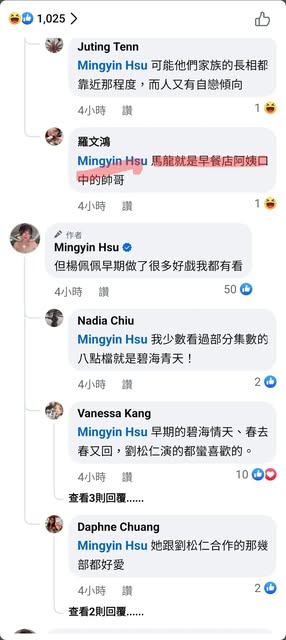 1,025 >
Juting Tenn
Mingyin Hsu 可能他們家族的長相都
靠近那程度，而人又有自戀傾向
4小時 讚 1
羅文鴻
Mingyin Hsu 馬龍就是早餐店阿姨口
中的帥哥
4小時 讚 1
作者
Mingyin Hsu
但楊佩佩早期做了很多好戲我都有看
4小時 讚 50
Nadia Chiu
Mingyin Hsu 我少數看過部分集數的
八點檔就是碧海青天！
4小時 讚 2
Vanessa Kang
Mingyin Hsu 早期的碧海情天、春去
春又回，劉松仁演的都蠻喜歡的。
4小時 讚 10
查看3則回覆......
Daphne Chuang
Mingyin Hsu 她跟劉松仁合作的那幾
部都好愛
4小時 讚 2
查看2則回覆......